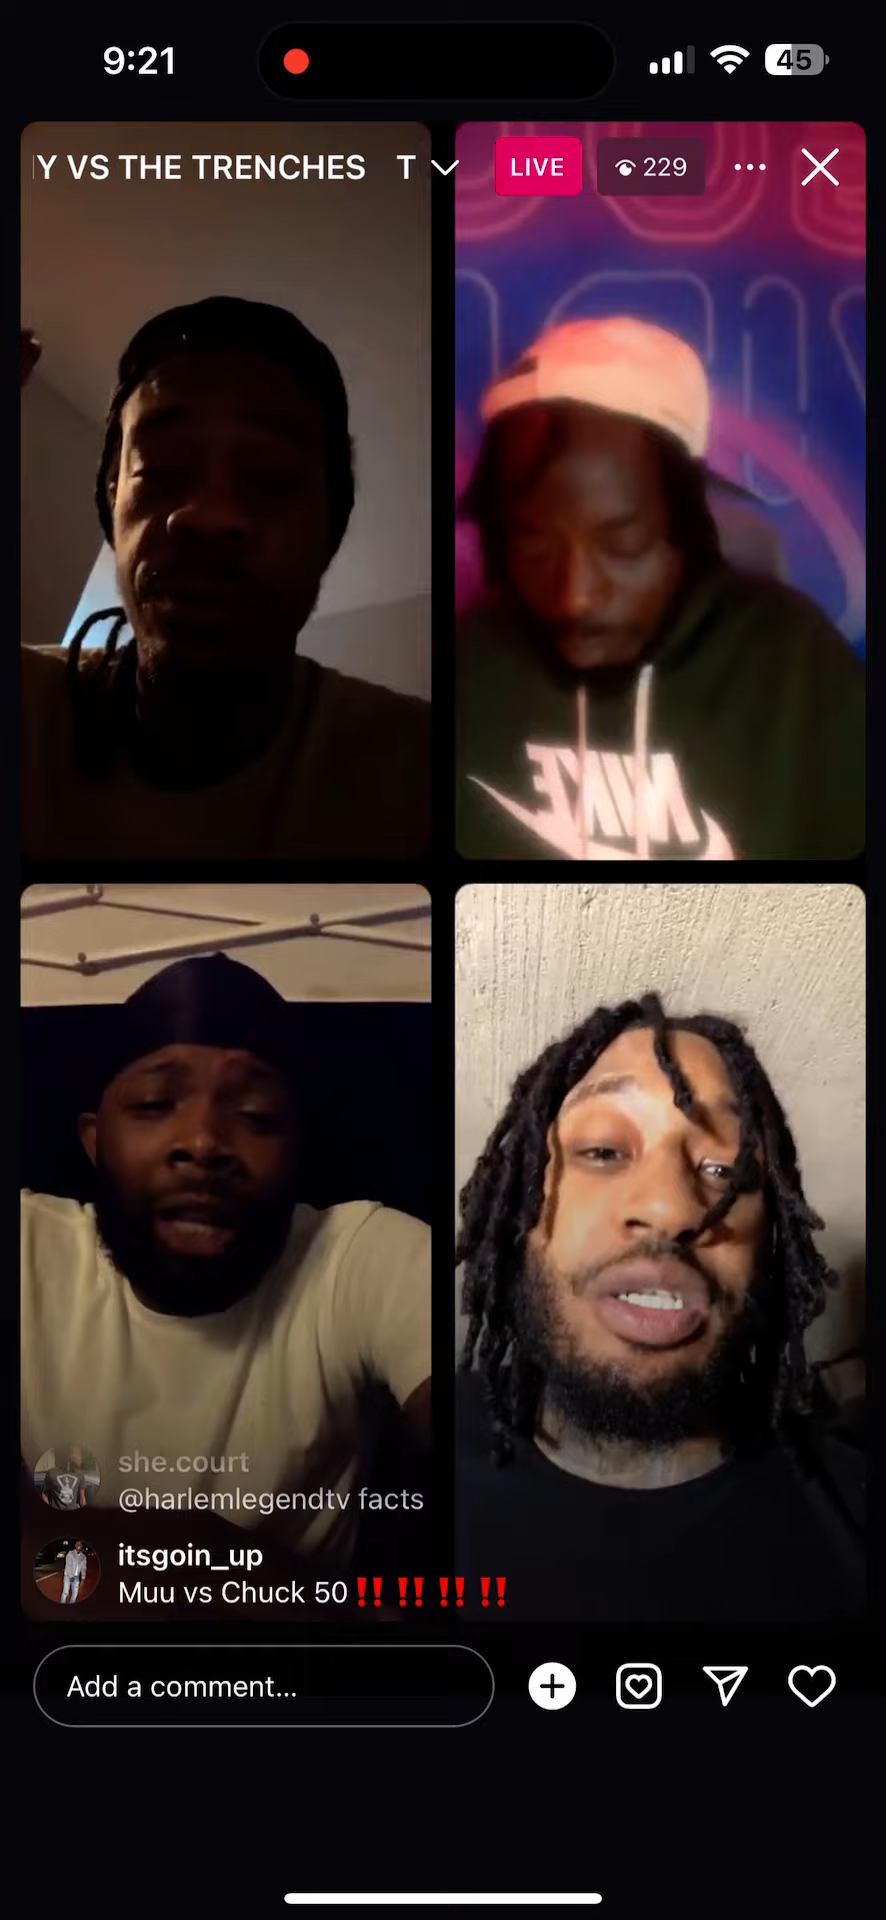 9:21
45
Y VS THE TRENCHES T
LIVE
229
NIKE
she.court
@harlemlegendtv facts
itsgoin_up
Muu vs Chuck 50‼️ ‼️ ‼️ ‼️
Add a comment...